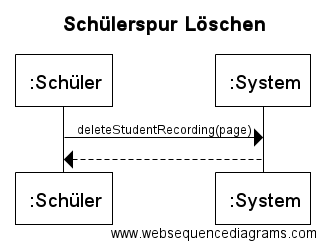 Schülerspur Löschen
:Schüler
:System
deleteStudentRecording(page)
:Schüler
:System
www.websequencediagrams.com